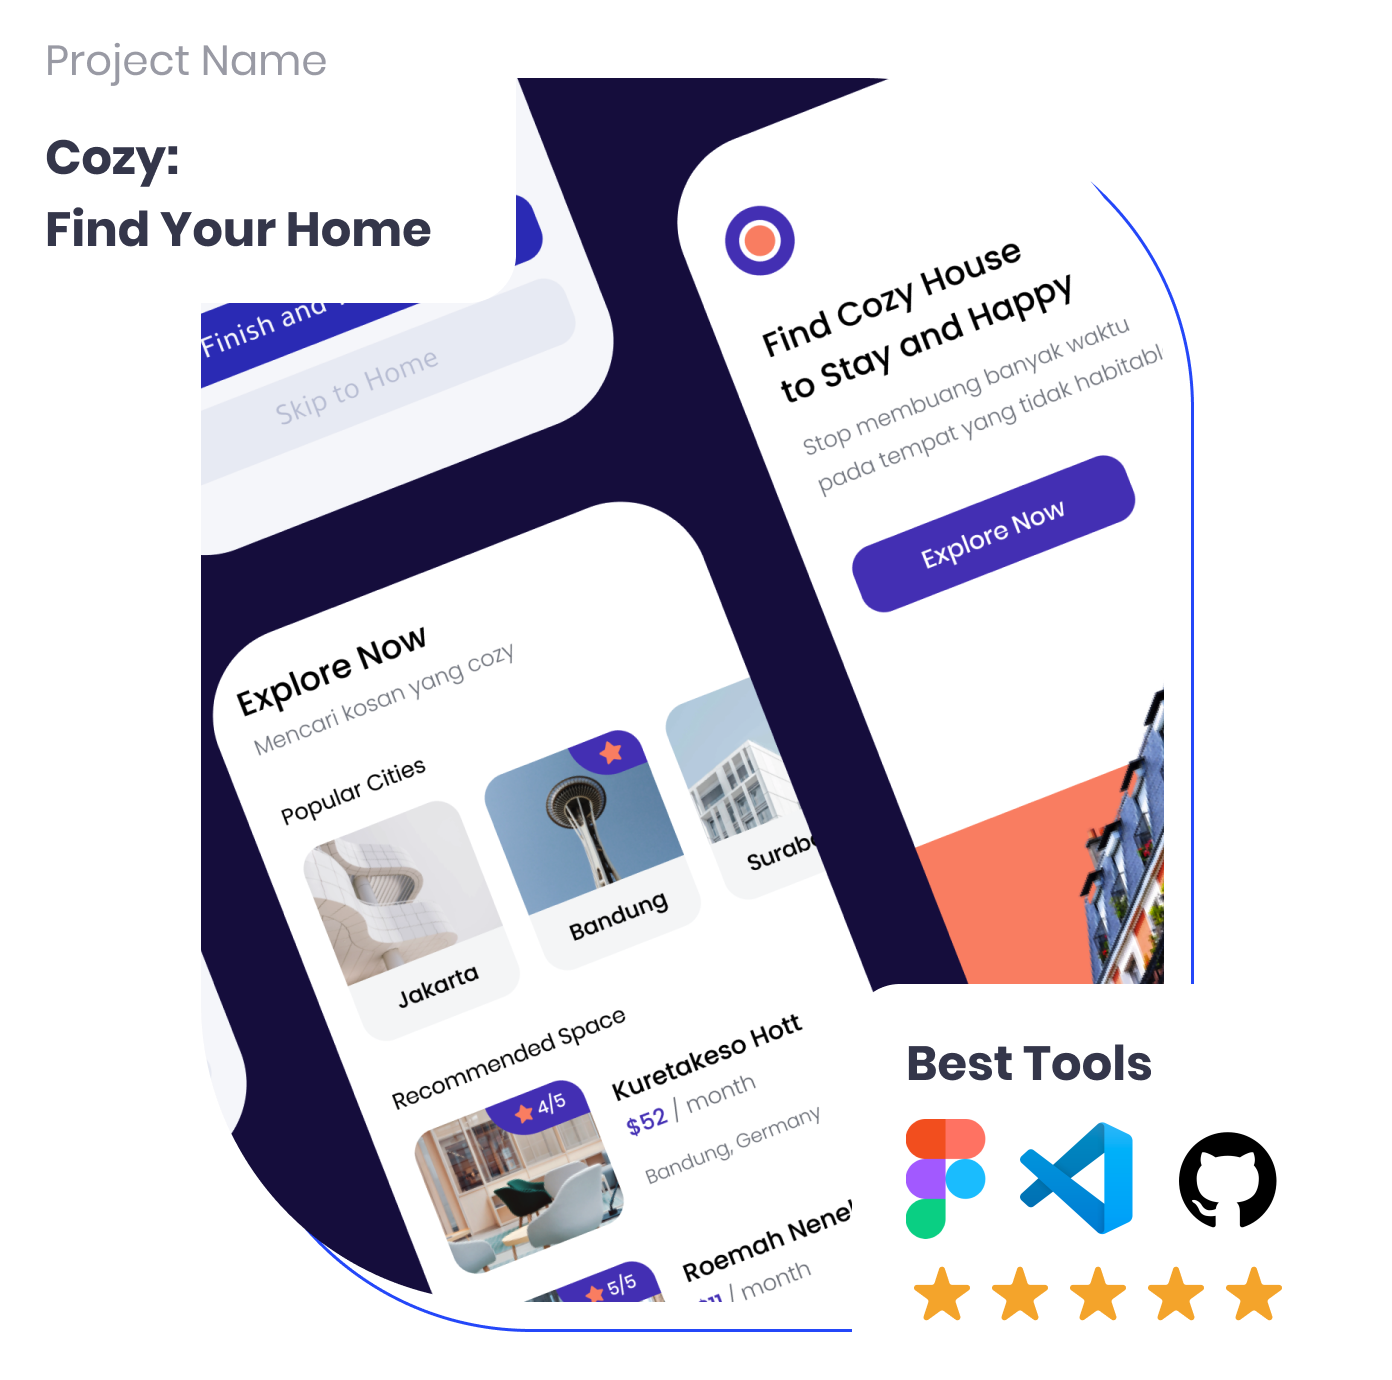 Project Name
Cozy:
Find Your Home
Finish and
Skip to Home
Find Cozy House
to Stay and Happy
Stop membuang banyak waktu
pada tempat yang tidak habitabl
Explore Now
Explore Now
Mencari kosan yang cozy
Popular Cities
Jakarta
Bandung
Surab
Recommended Space
4/5
Kuretakeso Hott
$52 / month
Bandung, Germany
5/5
Roemah Nene
/ month
Best Tools